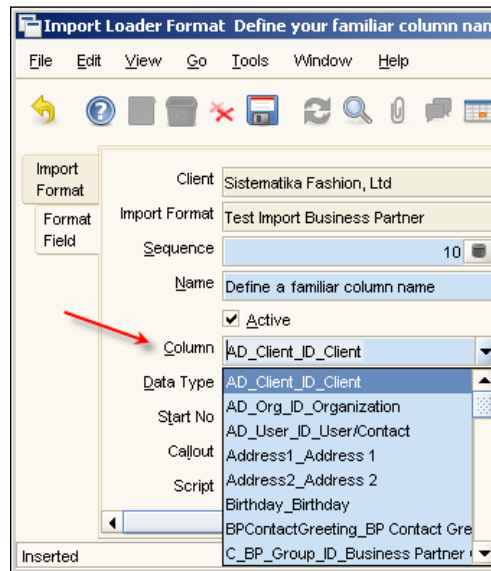 Import Loader Format Define your familiar column nan
File Edit View Go Tools Window Help
Import Format
Format Field
Client Sistematika Fashion, Ltd
Import Format Test Import Business Partner
Sequence 10
Name Define a familiar column name
Active
Column AD_Client_ID_Client
Data Type AD_Client_ID_Client
AD_Org_ID_Organization
Start No AD_User_ID_User/Contact
Callout Address1_Address 1
Script Address2_Address 2
Birthday_Birthday
BPContactGreeting_BP Contact Gre
C_BP_Group_ID_Business Partner
Inserted